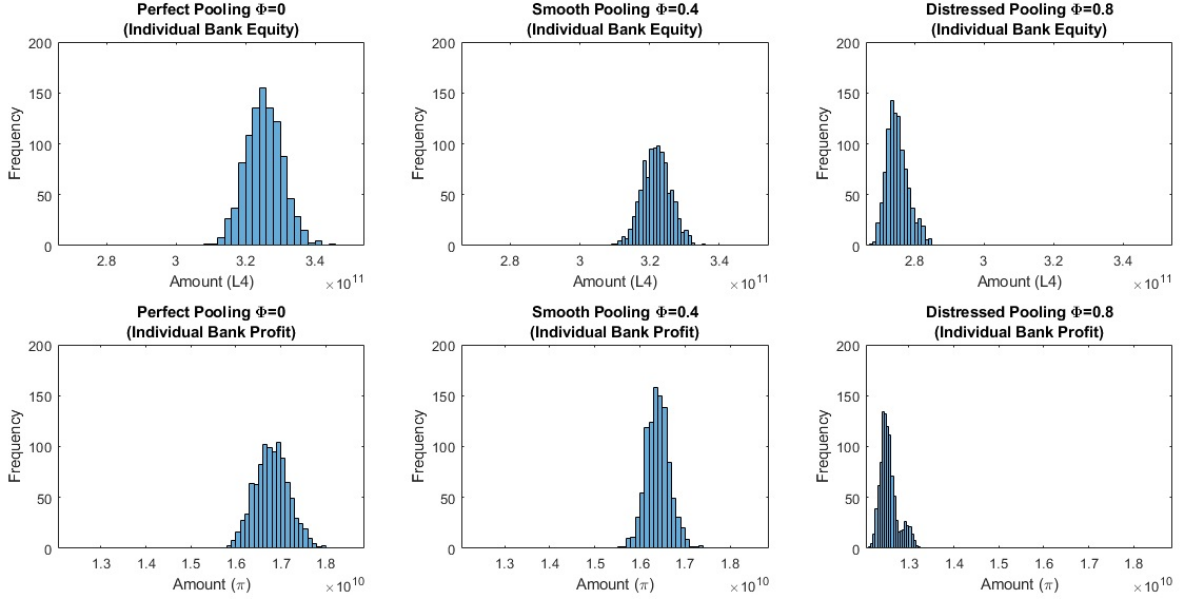 Perfect Pooling Φ=0
(Individual Bank Equity)
200
150
100
50
0
Frequency
2.8
3
3.2
3.4
Amount (L4)
×10^11
Smooth Pooling Φ=0.4
(Individual Bank Equity)
200
150
100
50
0
Frequency
2.8
3
3.2
3.4
Amount (L4)
×10^11
Distressed Pooling Φ=0.8
(Individual Bank Equity)
200
150
100
50
0
Frequency
2.8
3
3.2
3.4
Amount (L4)
×10^11
Perfect Pooling Φ=0
(Individual Bank Profit)
200
150
100
50
0
Frequency
1.3
1.4
1.5
1.6
1.7
1.8
Amount (π)
×10^10
Smooth Pooling Φ=0.4
(Individual Bank Profit)
200
150
100
50
0
Frequency
1.3
1.4
1.5
1.6
1.7
1.8
Amount (π)
×10^10
Distressed Pooling Φ=0.8
(Individual Bank Profit)
200
150
100
50
0
Frequency
1.3
1.4
1.5
1.6
1.7
1.8
Amount (π)
×10^10